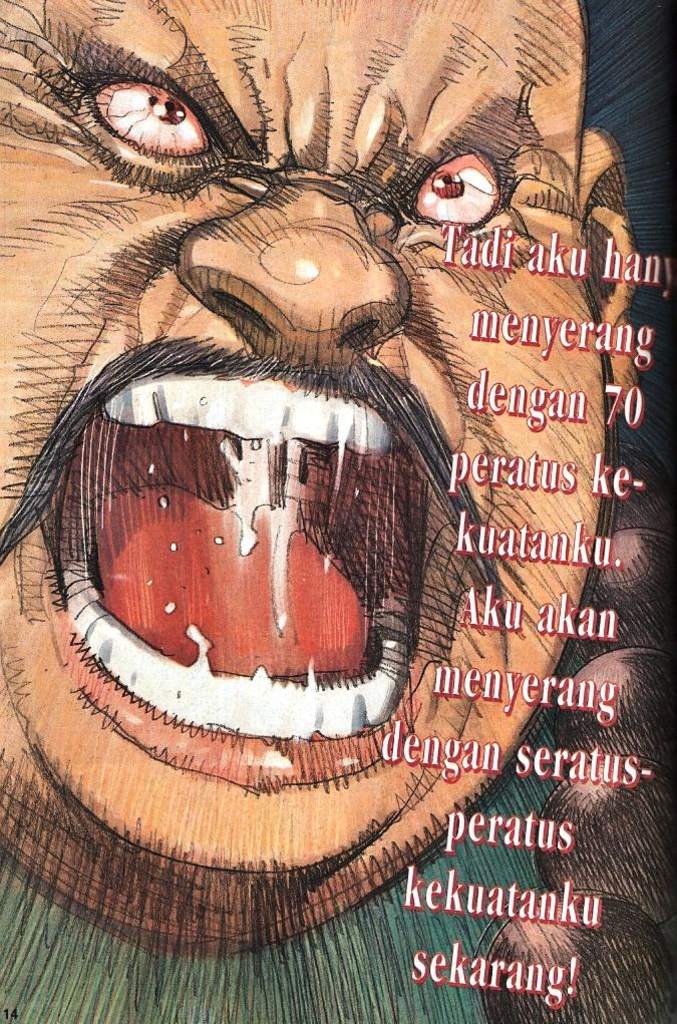 Tadi aku hany
menyerang
dengan 70
peratus ke-
kuatanku.
Aku akan
menyerang
dengan seratus-
peratus
kekuatanku
sekarang!
14